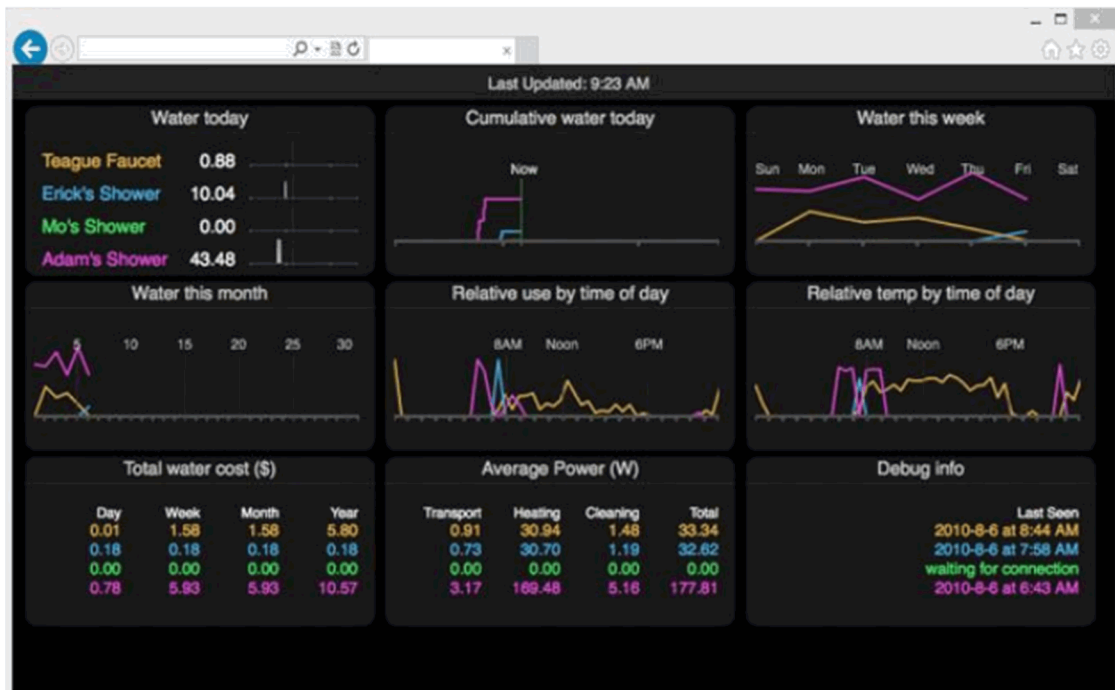 Last Updated: 9:23 AM
Water today
Teague Faucet 0.88
Erick's Shower 10.04
Mo's Shower 0.00
Adam's Shower 43.48
Cumulative water today
Now
Water this week
Sun Mon Tue Wed Thu Fri Sat
Water this month
5 10 15 20 25 30
Relative use by time of day
8AM Noon 6PM
Relative temp by time of day
8AM Noon 6PM
Total water cost ($)
Day Week Month Year
0.01 1.58 1.58 5.80
0.18 0.18 0.18 0.18
0.00 0.00 0.00 0.00
0.78 5.93 5.93 10.57
Average Power (W)
Transport Heating Cleaning Total
0.91 30.94 1.48 33.34
0.73 30.70 1.19 32.62
0.00 0.00 0.00 0.00
3.17 169.48 5.16 177.81
Debug info
Last Seen
2010-8-6 at 8:44 AM
2010-8-6 at 7:58 AM
waiting for connection
2010-8-6 at 6:43 AM